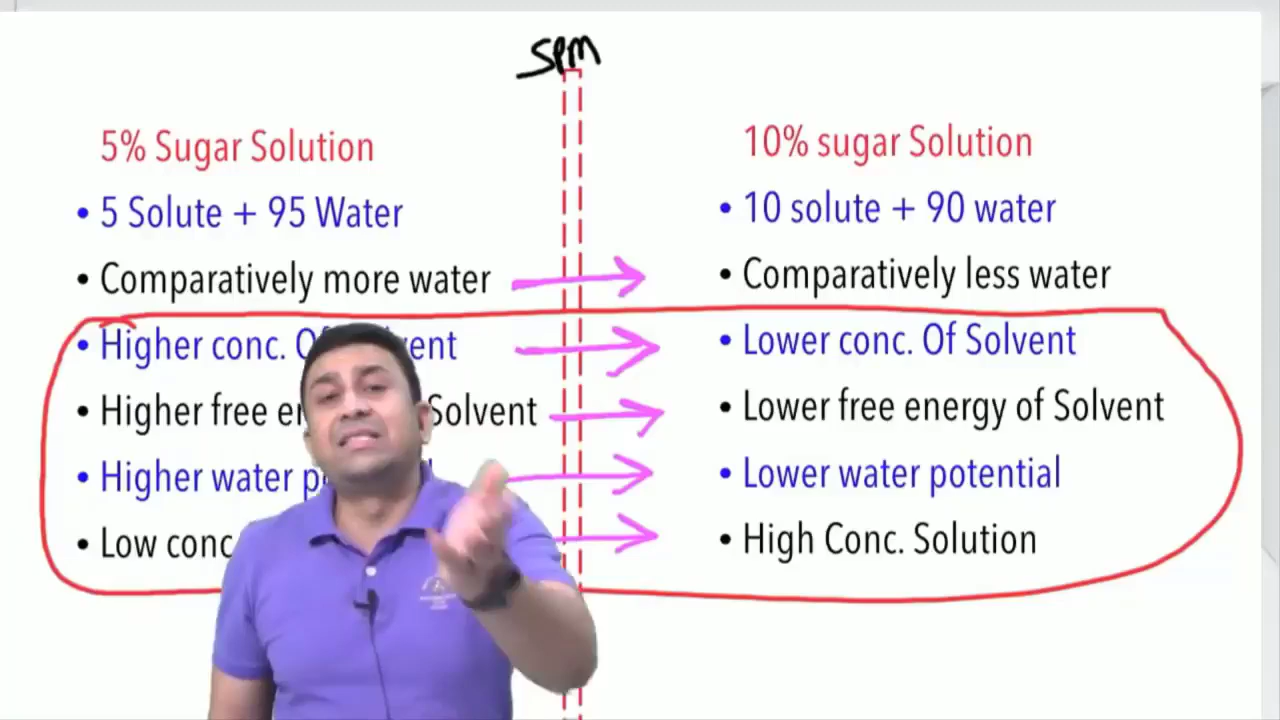 SPM
5% Sugar Solution
• 5 Solute + 95 Water
• Comparatively more water
• Higher conc. Of
• Higher free Solvent
• Higher water
• Low conc.
10% sugar Solution
• 10 solute + 90 water
• Comparatively less water
• Lower conc. Of Solvent
• Lower free energy of Solvent
• Lower water potential
• High Conc. Solution